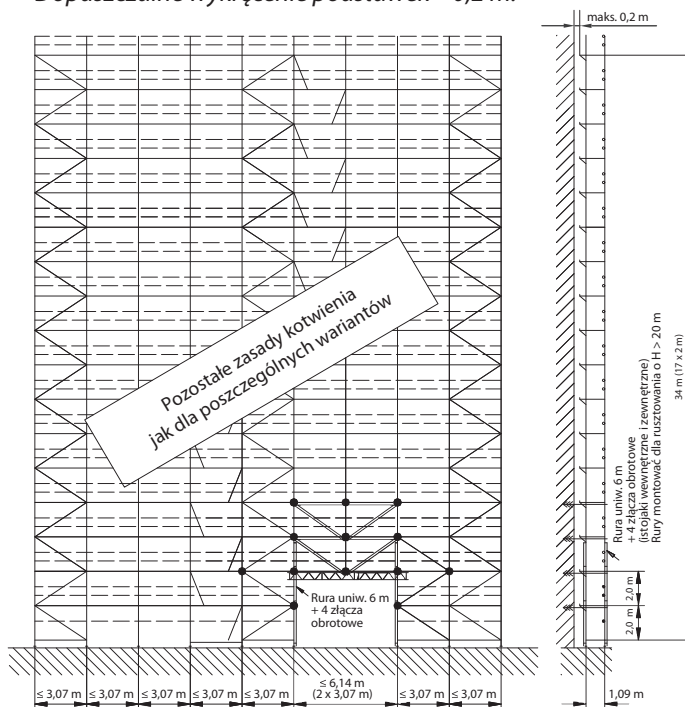 Dopuszczalne wykręcenie podstawek – 0,2 m.
maks. 0,2 m
Pozostałe zasady kotwienia
jak dla poszczególnych wariantów
34 m (17 x 2 m)
Rura uniw. 6 m
+ 4 złącza obrotowe
(istojaki wewnętrzne i zewnętrzne)
Rury montować dla rusztowania o H > 20 m
Rura uniw. 6 m
+ 4 złącza
obrotowe
2,0 m
2,0 m
≤ 3,07 m
≤ 3,07 m
≤ 3,07 m
≤ 3,07 m
≤ 3,07 m
≤ 6,14 m
(2 x 3,07 m)
≤ 3,07 m
≤ 3,07 m
1,09 m